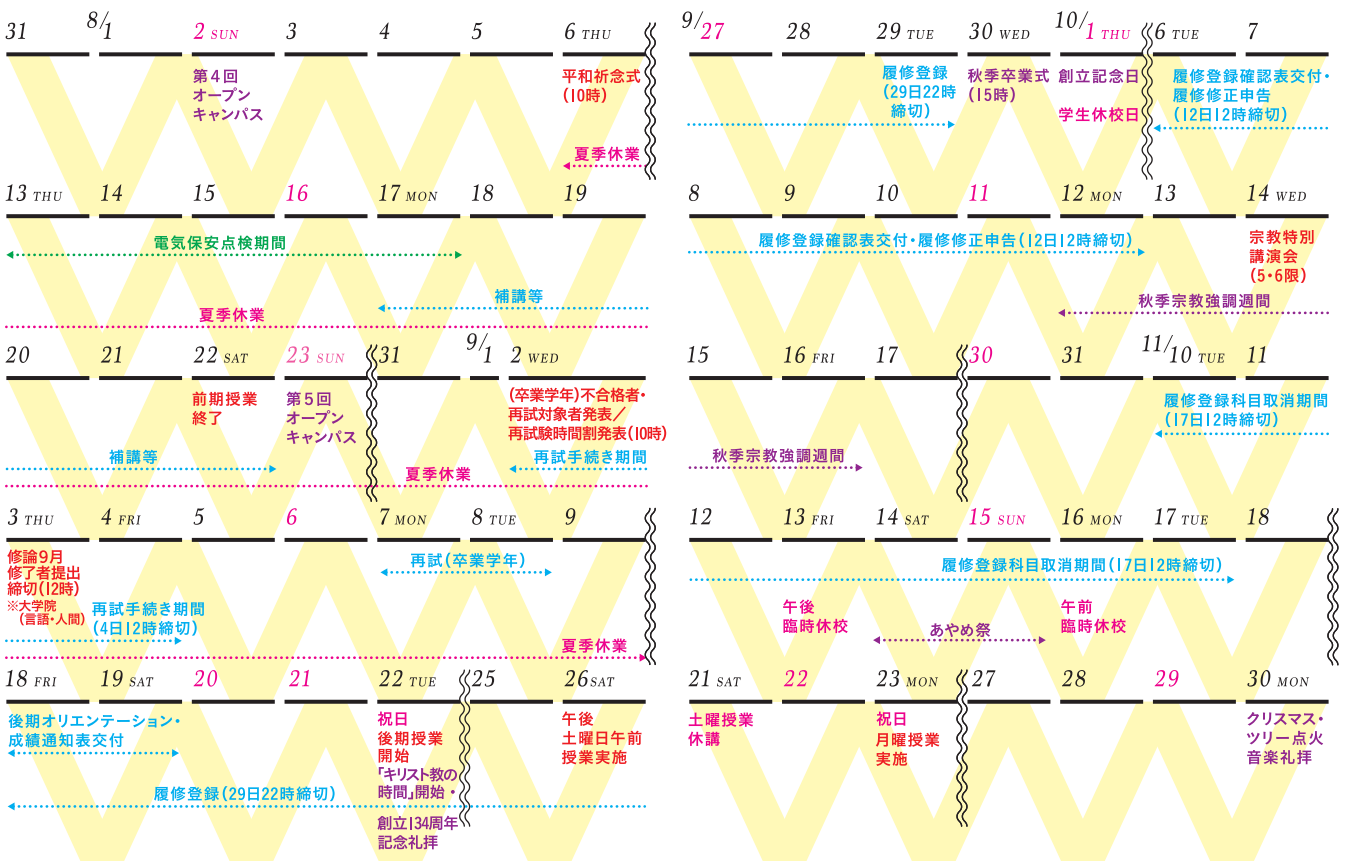 31 8/1 2 SUN 3 4 5 6 THU
第4回
オープン
キャンパス
平和祈念式
(10時)
夏季休業
13 THU 14 15 16 17 MON 18 19
電気保安点検期間
補講等
夏季休業
20 21 22 SAT 23 SUN 31 9/1 2 WED
前期授業
終了
第5回
オープン
キャンパス
(卒業学年)不合格者・
再試対象者発表／
再試験時間割発表(10時)
補講等
再試手続き期間
夏季休業
3 THU 4 FRI 5 6 7 MON 8 TUE 9
修論9月
修了者提出
締切(12時)
※大学院
(言語・人間)
再試手続き期間
(4日12時締切)
再試(卒業学年)
夏季休業
18 FRI 19 SAT 20 21 22 TUE 25 26 SAT
後期オリエンテーション・
成績通知表交付
祝日
後期授業
開始
「キリスト教の
時間」開始・
創立134周年
記念礼拝
午後
土曜日午前
授業実施
履修登録(29日22時締切)
9/27 28 29 TUE 30 WED 10/1 THU 6 TUE 7
履修登録
(29日22時
締切)
秋季卒業式
(15時)
創立記念日
学生休校日
履修登録確認表交付・
履修修正申告
(12日12時締切)
8 9 10 11 12 MON 13 14 WED
履修登録確認表交付・履修修正申告(12日12時締切)
宗教特別
講演会
(5・6限)
秋季宗教強調週間
15 16 FRI 17 30 31 11/10 TUE 11
秋季宗教強調週間
履修登録科目取消期間
(17日12時締切)
12 13 FRI 14 SAT 15 SUN 16 MON 17 TUE 18
履修登録科目取消期間(17日12時締切)
午後
臨時休校
あやめ祭
午前
臨時休校
21 SAT 22 23 MON 27 28 29 30 MON
土曜授業
休講
祝日
月曜授業
実施
クリスマス・
ツリー点火
音楽礼拝